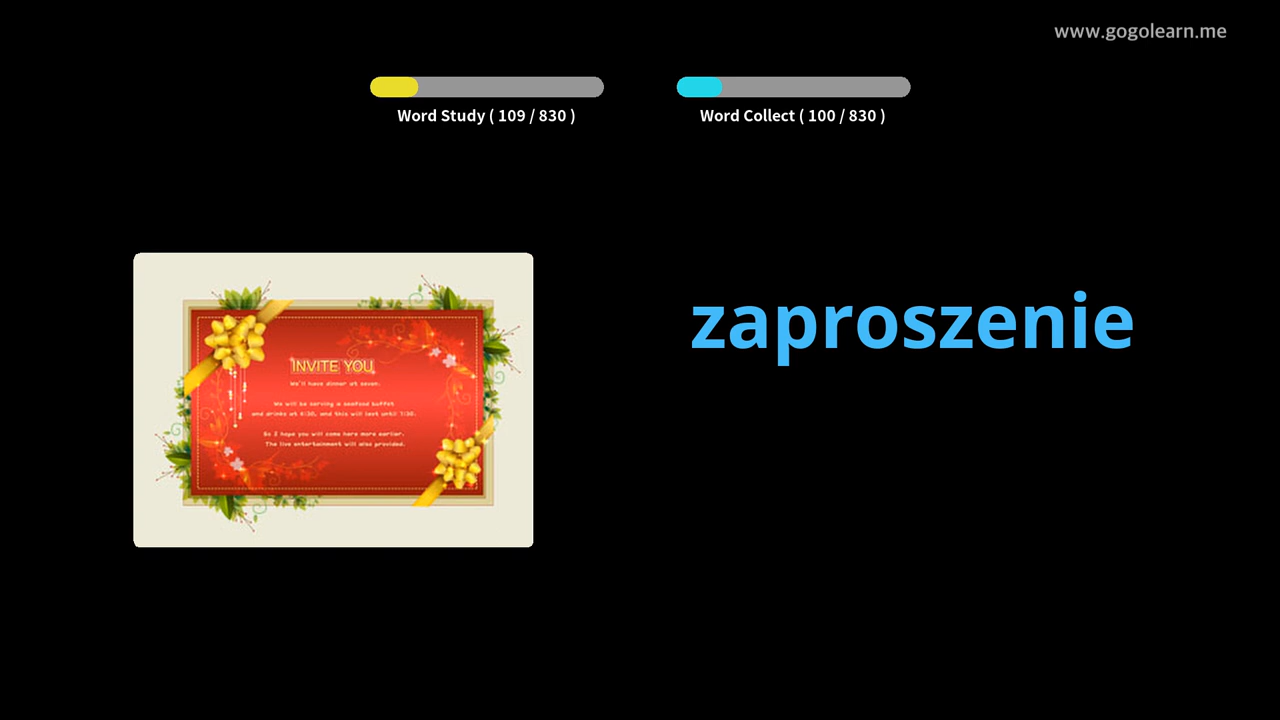 www.gogolearn.me
Word Study ( 109 / 830 )
Word Collect ( 100 / 830 )
zaproszenie
INVITE YOU
We'll have dinner at seven.
We will be serving a seafood buffet
and drinks at 6:30, and this will last until 7:30.
So I hope you will come here more earlier.
The live entertainment will also provided.